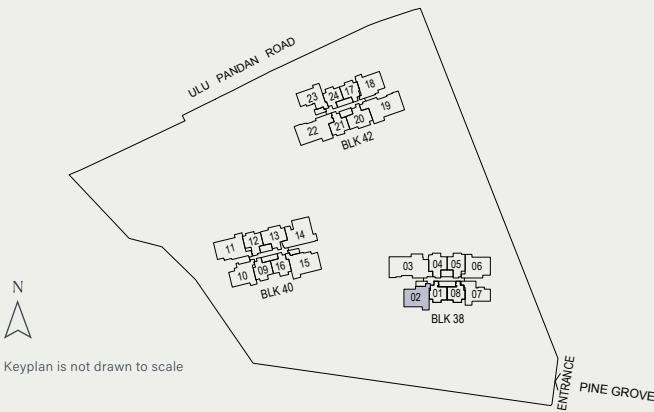 ULU PANDAN ROAD
23 24 17 18
22 21 20 19
BLK 42
11 12 13 14
10 09 16 15
BLK 40
03 04 05 06
02 01 08 07
BLK 38
N
Keyplan is not drawn to scale
ENTRANCE
PINE GROVE